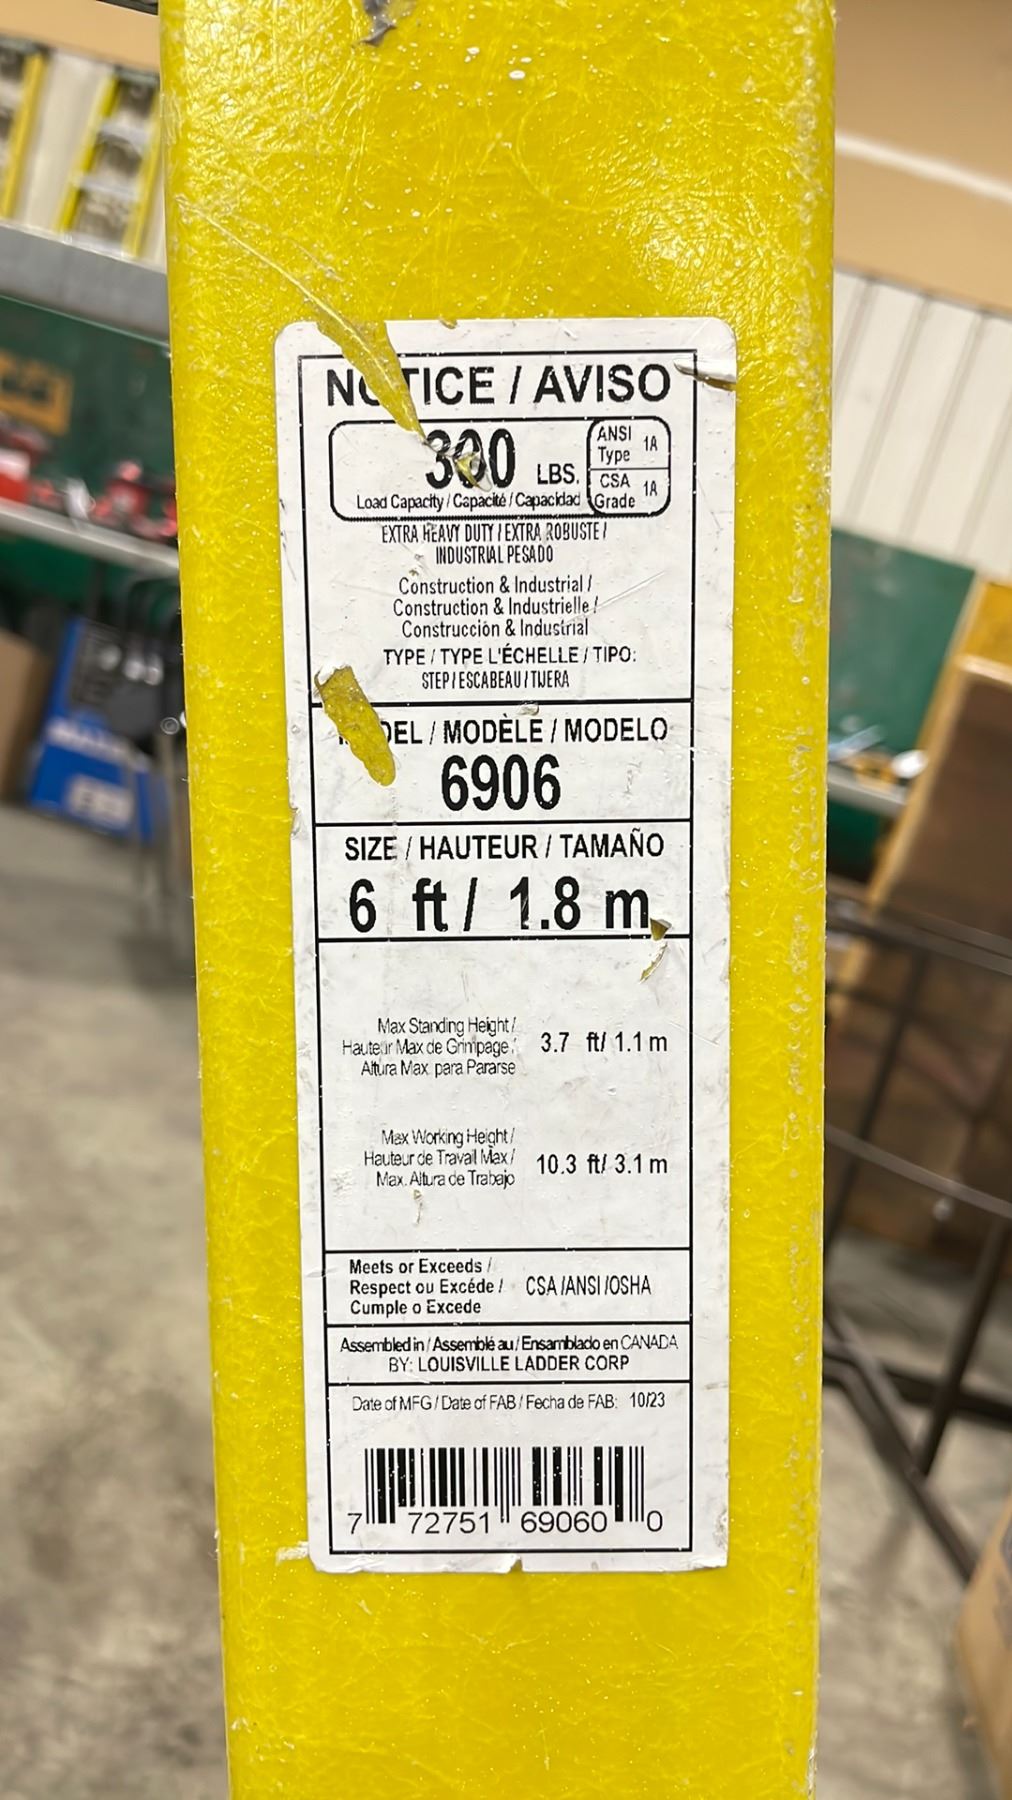 NOTICE / AVISO
300 LBS.
ANSI Type 1A
CSA Grade 1A
Load Capacity / Capacité / Capacidad
EXTRA HEAVY DUTY / EXTRA ROBUSTE /
INDUSTRIAL PESADO
Construction & Industrial /
Construction & Industrielle /
Construcción & Industrial
TYPE / TYPE L'ÉCHELLE / TIPO:
STEP / ESCABEAU / TIJERA
MODEL / MODÈLE / MODELO
6906
SIZE / HAUTEUR / TAMAÑO
6 ft / 1.8 m
Max Standing Height /
Hauteur Max de Grimpage /
Altura Max. para Pararse
3.7 ft/ 1.1 m
Max Working Height /
Hauteur de Travail Max /
Max. Altura de Trabajo
10.3 ft/ 3.1 m
Meets or Exceeds /
Respect ou Excéde /
Cumple o Excede
CSA /ANSI /OSHA
Assembled in / Assemblé au / Ensamblado en CANADA
BY: LOUISVILLE LADDER CORP
Date of MFG / Date of FAB / Fecha de FAB: 10/23
7 72751 69060 0